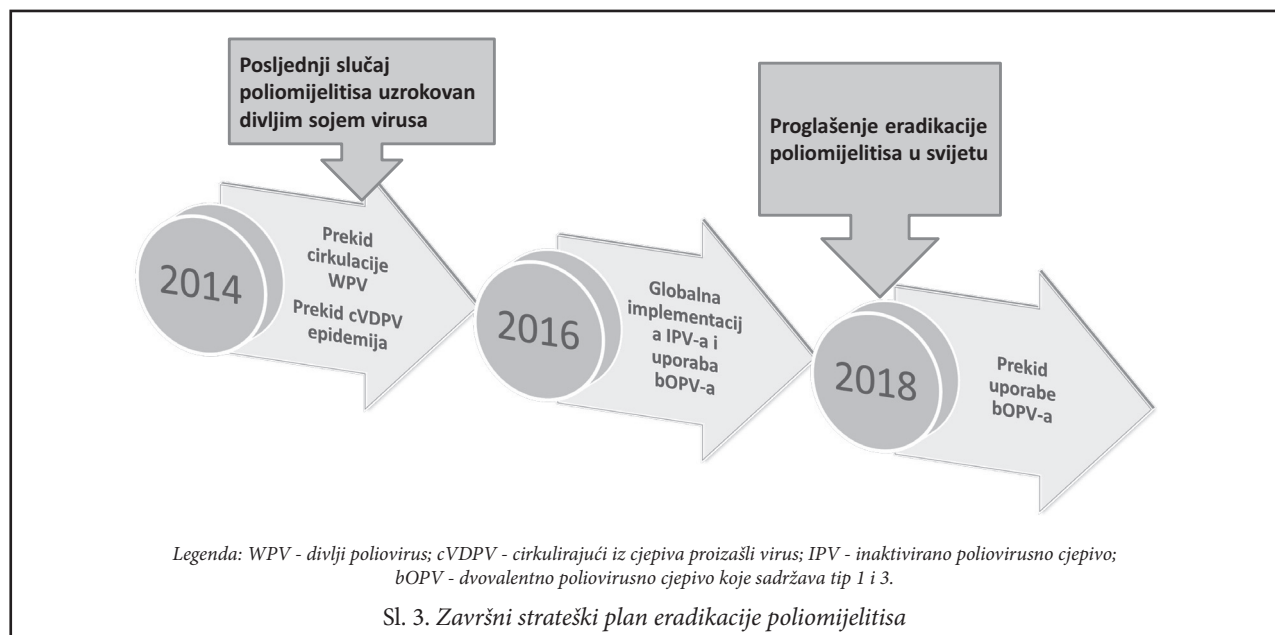 Posljednji slučaj
poliomijelitisa uzrokovan
divljim sojem virusa
Proglašenje eradikacije
poliomijelitisa u svijetu
2014
Prekid
cirkulacije
WPV
Prekid cVDPV
epidemija
2016
Globalna
implementacij
a IPV-a i
uporaba
bOPV-a
2018
Prekid
uporabe
bOPV-a
Legenda: WPV - divlji poliovirus; cVDPV - cirkulirajući iz cjepiva proizašli virus; IPV - inaktivirano poliovirusno cjepivo;
bOPV - dvovalentno poliovirusno cjepivo koje sadržava tip 1 i 3.
Sl. 3. Završni strateški plan eradikacije poliomijelitisa